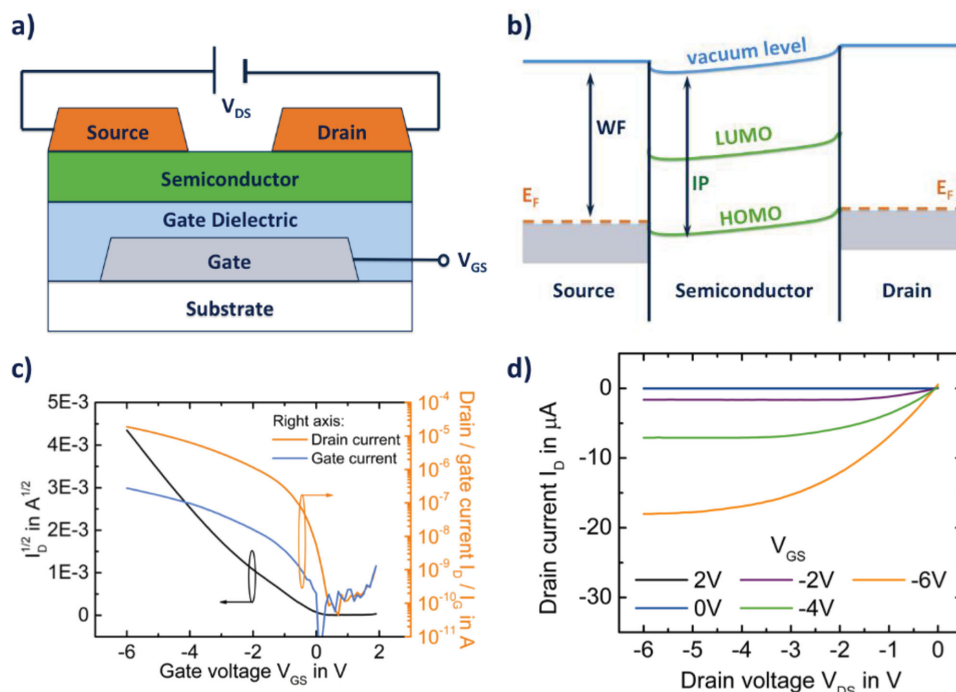 a)
V_DS
Source
Drain
Semiconductor
Gate Dielectric
Gate
V_GS
Substrate
b)
vacuum level
WF
LUMO
IP
E_F
HOMO
E_F
Source
Semiconductor
Drain
c)
5E-3
4E-3
3E-3
2E-3
1E-3
0
I_D^1/2 in A^1/2
Right axis:
Drain current
Gate current
10^-4
10^-5
10^-6
10^-7
10^-8
10^-9
10^-10
10^-11
Drain / gate current I_D / I_G in A
-6
-4
-2
0
2
Gate voltage V_GS in V
d)
0
-10
-20
-30
Drain current I_D in µA
V_GS
2V
-2V
-6V
0V
-4V
-6
-5
-4
-3
-2
-1
0
Drain voltage V_DS in V